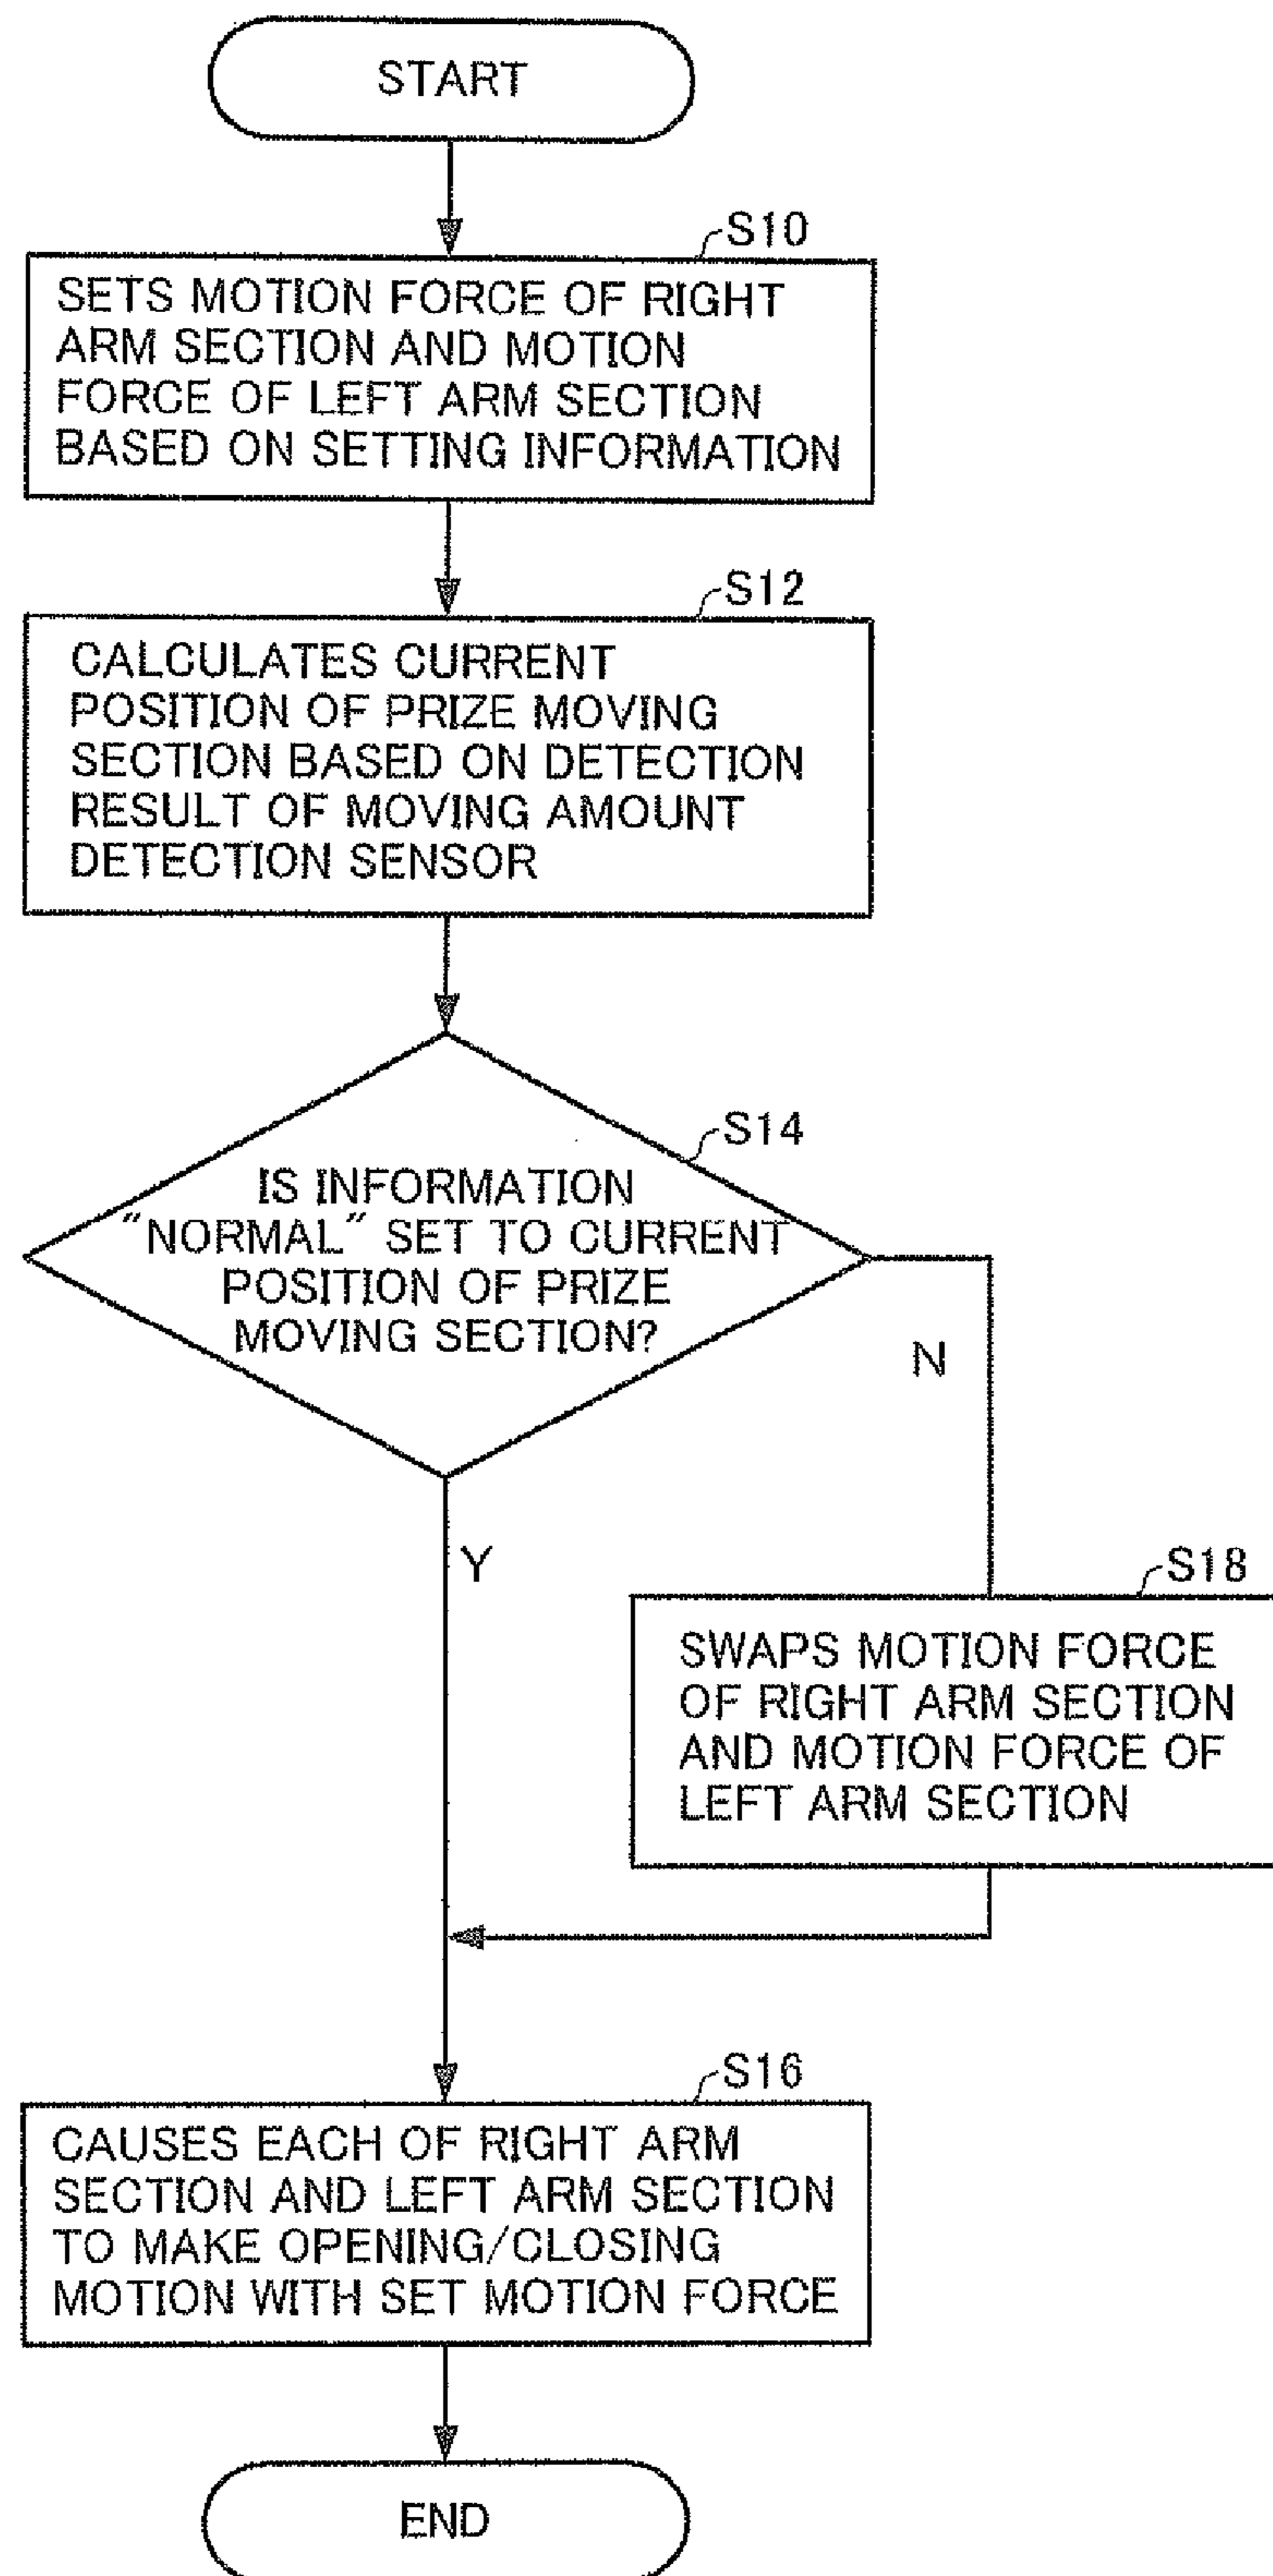 START
S10
SETS MOTION FORCE OF RIGHT
ARM SECTION AND MOTION
FORCE OF LEFT ARM SECTION
BASED ON SETTING INFORMATION
S12
CALCULATES CURRENT
POSITION OF PRIZE MOVING
SECTION BASED ON DETECTION
RESULT OF MOVING AMOUNT
DETECTION SENSOR
S14
IS INFORMATION
"NORMAL" SET TO CURRENT
POSITION OF PRIZE
MOVING SECTION?
N
Y
S18
SWAPS MOTION FORCE
OF RIGHT ARM SECTION
AND MOTION FORCE OF
LEFT ARM SECTION
S16
CAUSES EACH OF RIGHT ARM
SECTION AND LEFT ARM SECTION
TO MAKE OPENING/CLOSING
MOTION WITH SET MOTION FORCE
END